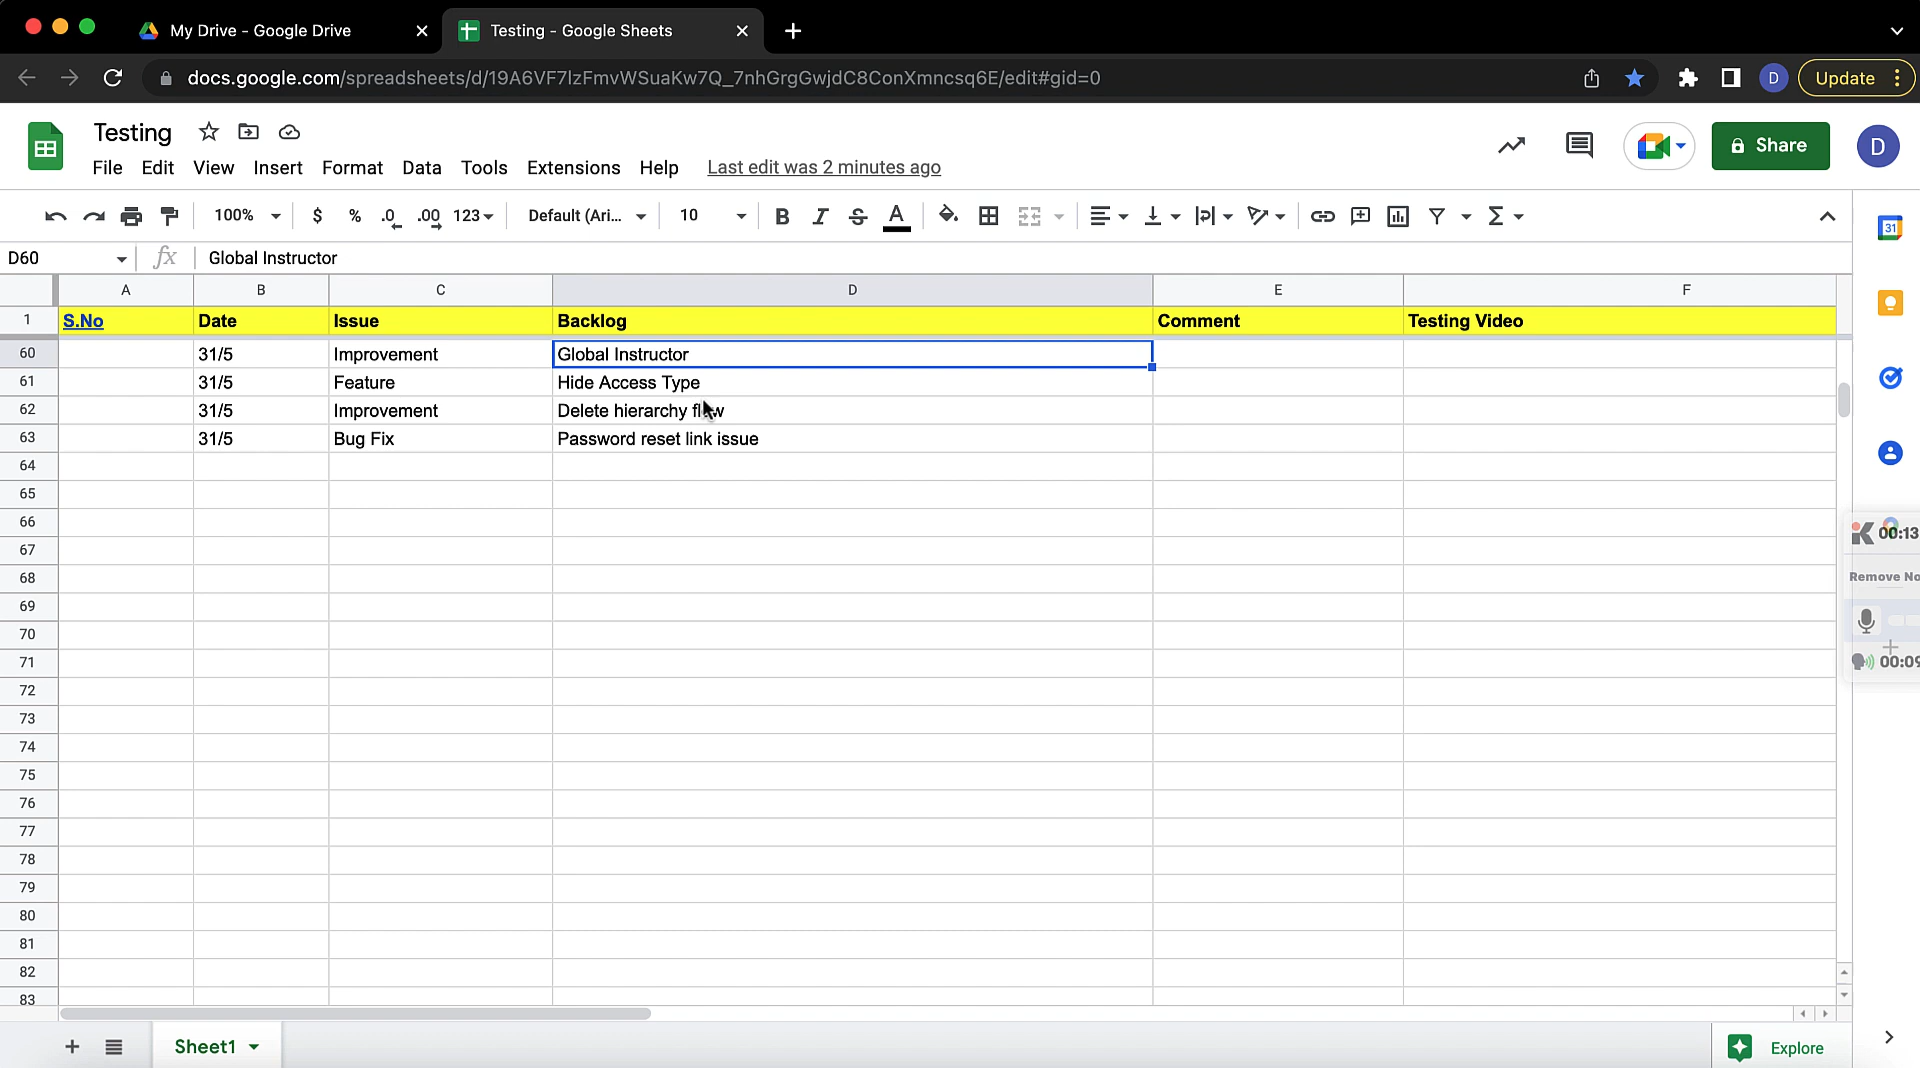 My Drive - Google Drive
Testing - Google Sheets
docs.google.com/spreadsheets/d/19A6VF7lzFmvWSuaKw7Q_7nhGrgGwjdC8ConXmncsq6E/edit#gid=0
D
Update
Testing
File Edit View Insert Format Data Tools Extensions Help Last edit was 2 minutes ago
Share
D
100% $ % .0 .00 123 Default (Ari... 10 B I S A
31
D60 fx Global Instructor
A B C D E F
1 S.No Date Issue Backlog Comment Testing Video
60 31/5 Improvement Global Instructor
61 31/5 Feature Hide Access Type
62 31/5 Improvement Delete hierarchy flow
63 31/5 Bug Fix Password reset link issue
64
65
66
67
68
69
70
71
72
73
74
75
76
77
78
79
80
81
82
83
00:13
Remove No
00:09
Sheet1
Explore